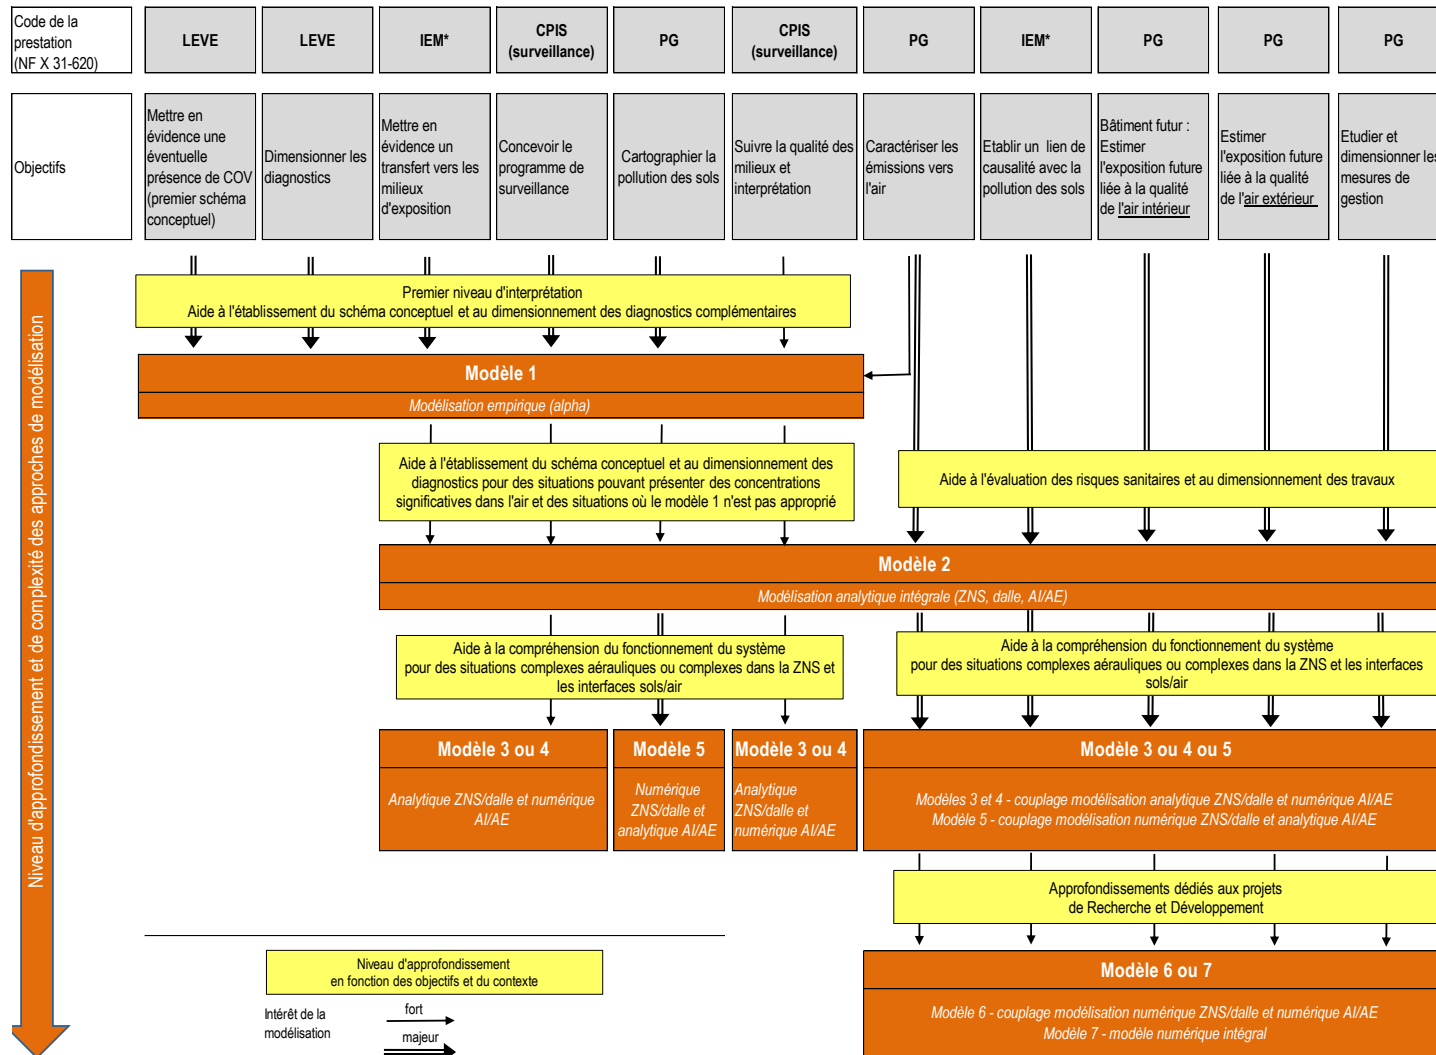 Code de la
prestation
(NF X 31-620)
LEVE
LEVE
IEM*
CPIS
(surveillance)
PG
CPIS
(surveillance)
PG
IEM*
PG
PG
PG
Objectifs
Mettre en
évidence une
éventuelle
présence de COV
(premier schéma
conceptuel)
Dimensionner les
diagnostics
Mettre en
évidence un
transfert vers les
milieux
d'exposition
Concevoir le
programme de
surveillance
Cartographier la
pollution des sols
Suivre la qualité des
milieux et
interprétation
Caractériser les
émissions vers
l'air
Etablir un lien de
causalité avec la
pollution des sols
Bâtiment futur :
Estimer
l'exposition future
liée à la qualité
de l'air intérieur
Estimer
l'exposition future
liée à la qualité
de l'air extérieur
Etudier et
dimensionner les
mesures de
gestion
Niveau d'approfondissement et de complexité des approches de modélisation
Premier niveau d'interprétation
Aide à l'établissement du schéma conceptuel et au dimensionnement des diagnostics complémentaires
Modèle 1
Modélisation empirique (alpha)
Aide à l'établissement du schéma conceptuel et au dimensionnement des
diagnostics pour des situations pouvant présenter des concentrations
significatives dans l'air et des situations où le modèle 1 n'est pas approprié
Aide à l'évaluation des risques sanitaires et au dimensionnement des travaux
Modèle 2
Modélisation analytique intégrale (ZNS, dalle, AI/AE)
Aide à la compréhension du fonctionnement du système
pour des situations complexes aérauliques ou complexes dans la ZNS et
les interfaces sols/air
Aide à la compréhension du fonctionnement du système
pour des situations complexes aérauliques ou complexes dans la ZNS et les interfaces
sols/air
Modèle 3 ou 4
Analytique ZNS/dalle et numérique
AI/AE
Modèle 5
Numérique
ZNS/dalle et
analytique AI/AE
Modèle 3 ou 4
Analytique
ZNS/dalle et
numérique AI/AE
Modèle 3 ou 4 ou 5
Modèles 3 et 4 - couplage modélisation analytique ZNS/dalle et numérique AI/AE
Modèle 5 - couplage modélisation numérique ZNS/dalle et analytique AI/AE
Approfondissements dédiés aux projets
de Recherche et Développement
Modèle 6 ou 7
Modèle 6 - couplage modélisation numérique ZNS/dalle et numérique AI/AE
Modèle 7 - modèle numérique intégral
Niveau d'approfondissement
en fonction des objectifs et du contexte
Intérêt de la
modélisation
fort
majeur